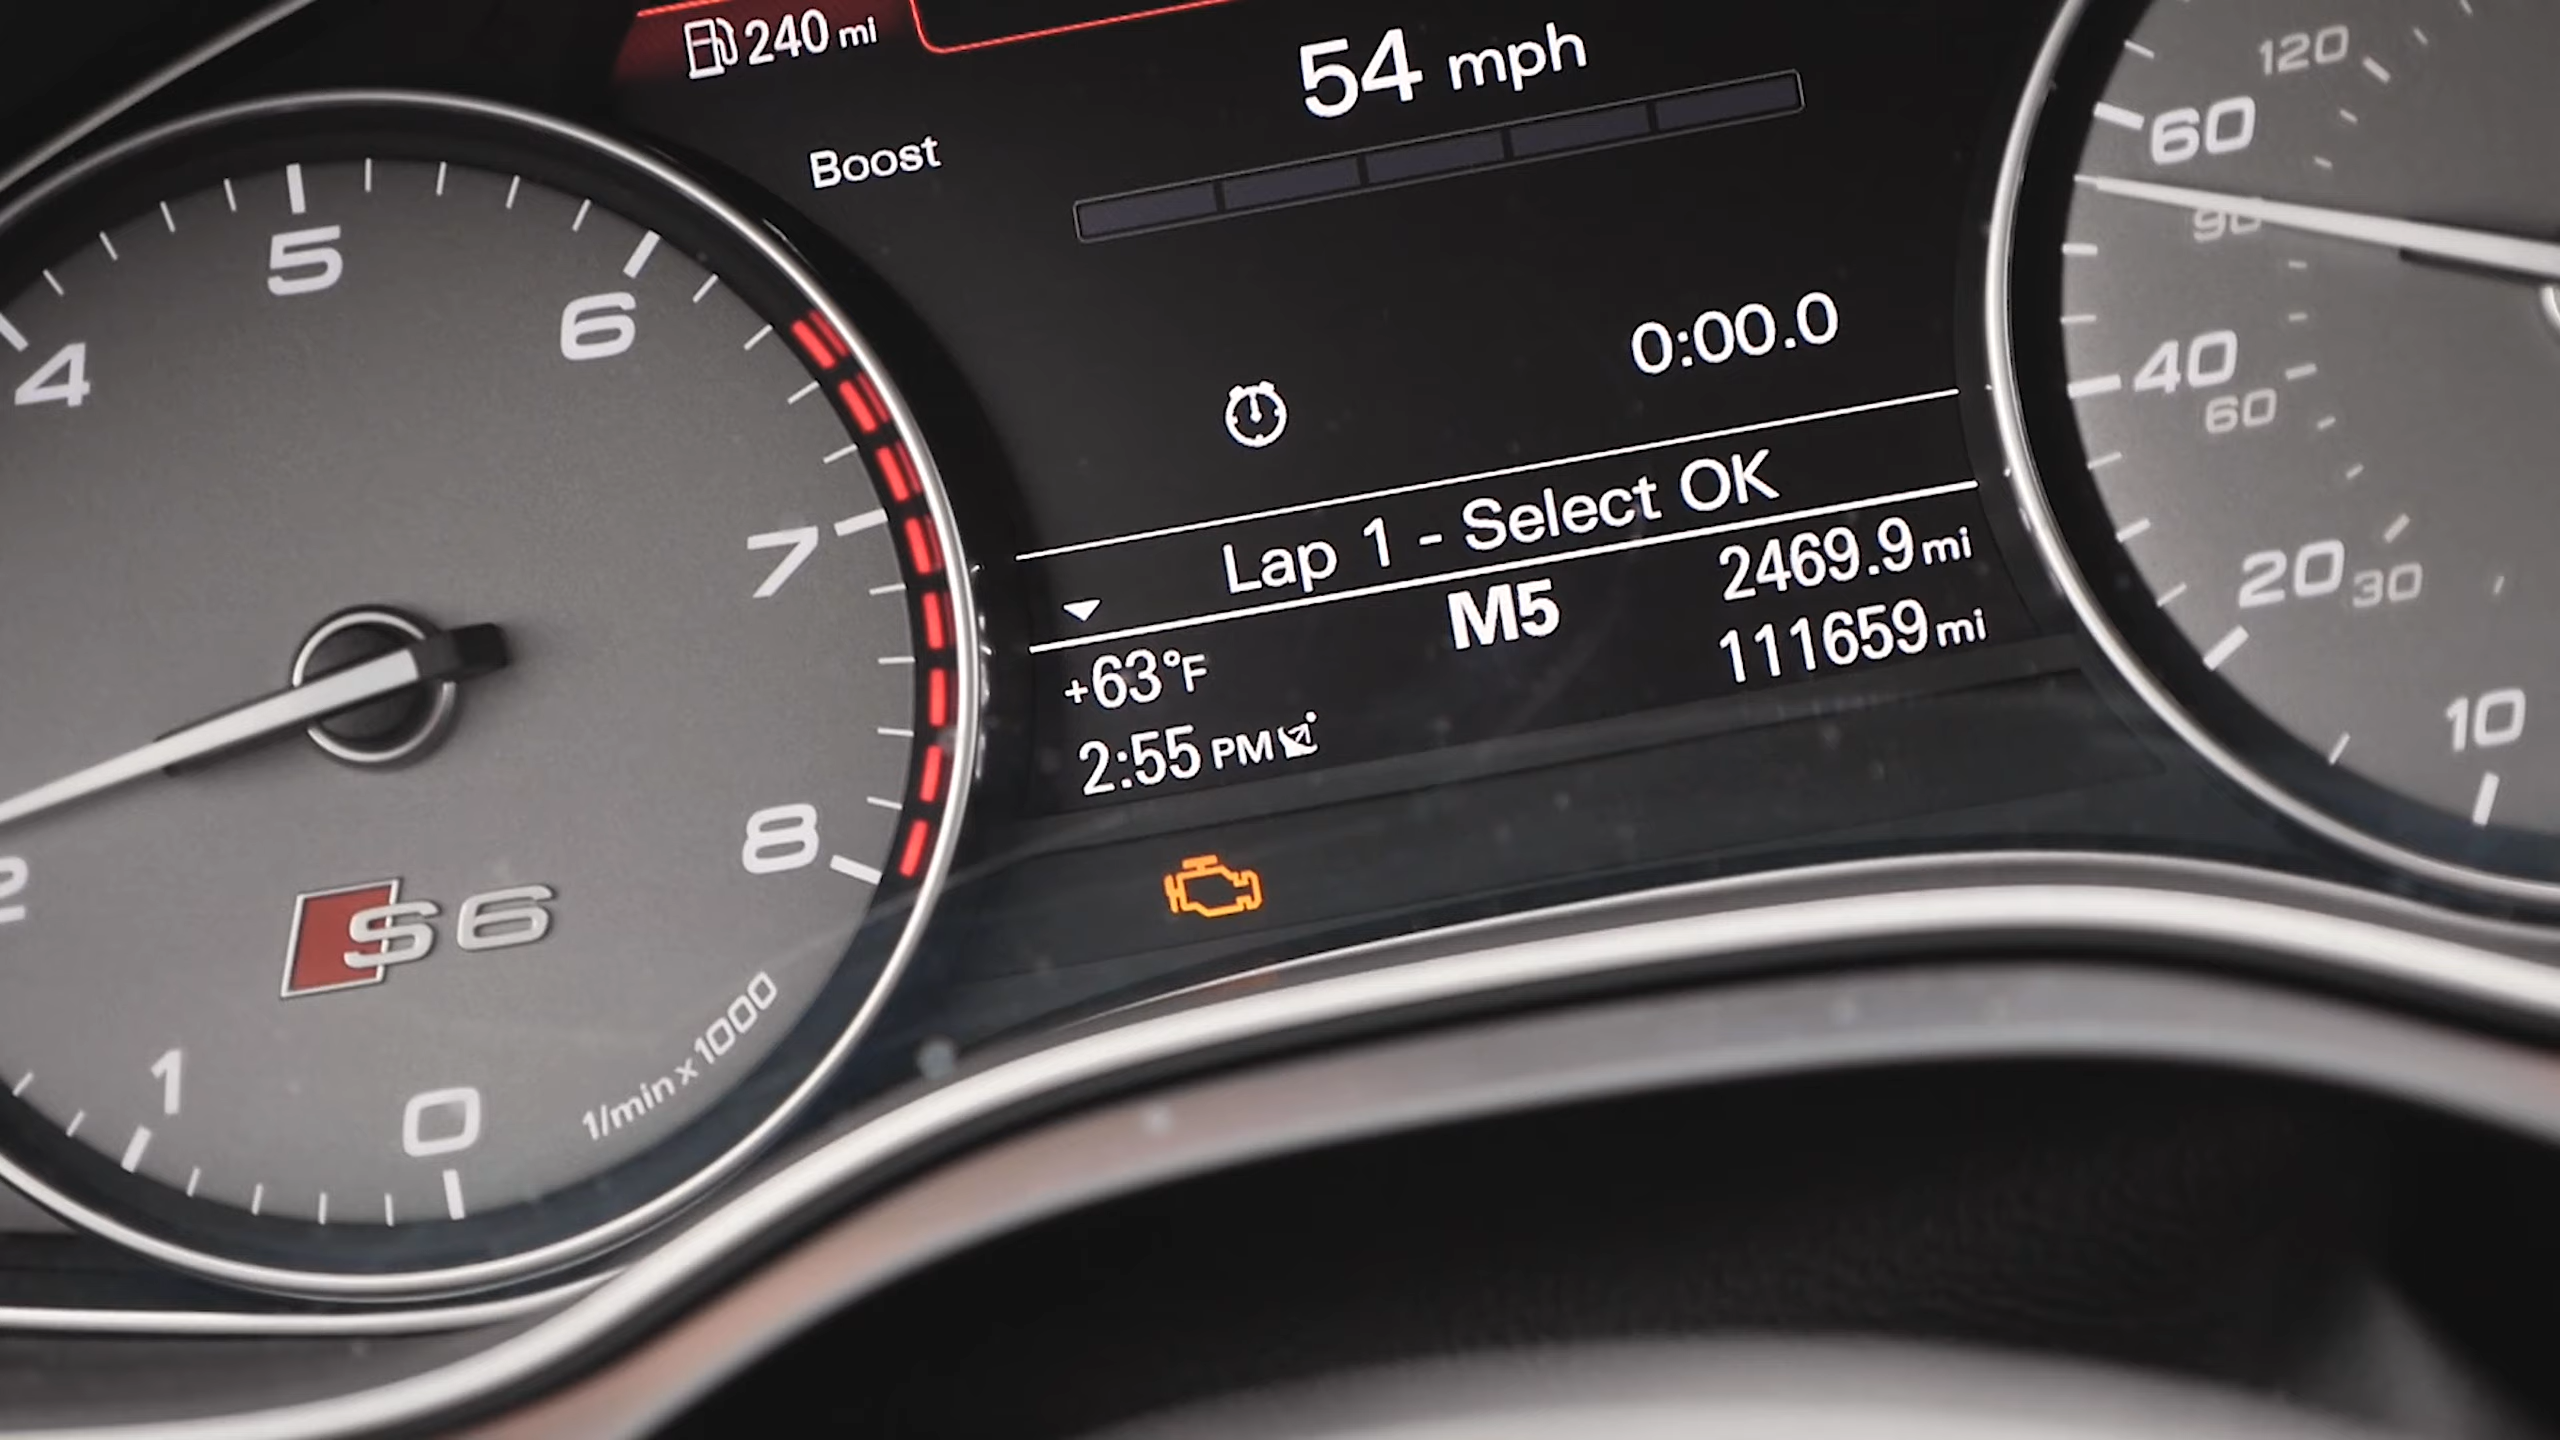 240 mi
54 mph
Boost
0:00.0
Lap 1 - Select OK
M5
2469.9 mi
+63°F
111659 mi
2:55 PM
4
5
6
7
8
2
1
0
S6
1/min x 1000
120
60
90
40
60
20
30
10